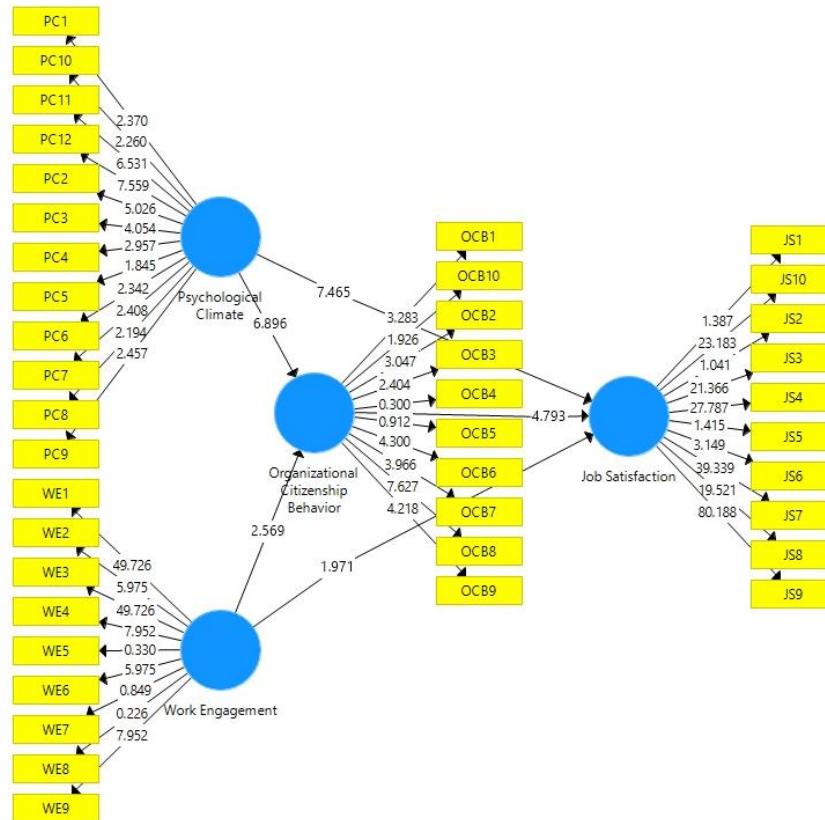 PC1
PC10
PC11
PC12
PC2
PC3
PC4
PC5
PC6
PC7
PC8
PC9
2.370
2.260
6.531
7.559
5.026
4.054
2.957
1.845
2.342
2.408
2.194
2.457
Psychological
Climate
7.465
6.896
WE1
WE2
WE3
WE4
WE5
WE6
WE7
WE8
WE9
49.726
5.975
49.726
7.952
0.330
5.975
0.849
0.226
7.952
Work Engagement
2.569
1.971
Organizational
Citizenship
Behavior
3.283
1.926
3.047
2.404
0.300
0.912
4.300
3.966
7.627
4.218
OCB1
OCB10
OCB2
OCB3
OCB4
OCB5
OCB6
OCB7
OCB8
OCB9
4.793
Job Satisfaction
1.387
23.183
1.041
21.366
27.787
1.415
3.149
39.339
19.521
80.188
JS1
JS10
JS2
JS3
JS4
JS5
JS6
JS7
JS8
JS9